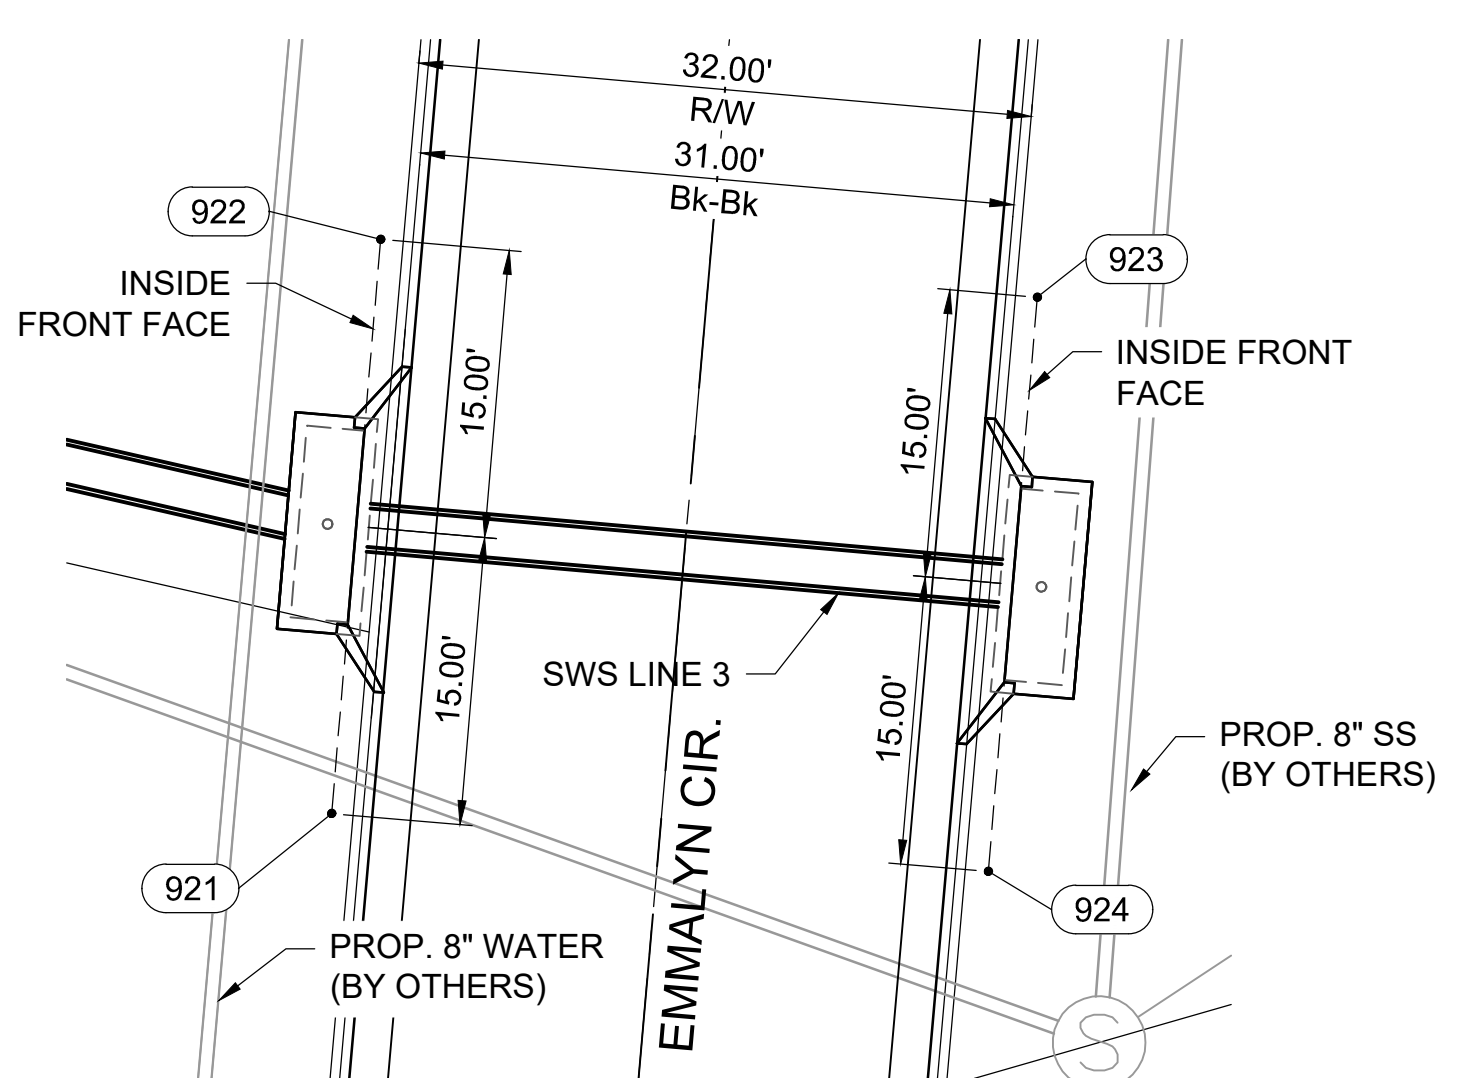 32.00'
R/W
31.00'
Bk-Bk
922
923
INSIDE
FRONT FACE
INSIDE FRONT
FACE
15.00'
15.00'
15.00'
15.00'
SWS LINE 3
EMMALYN CIR.
PROP. 8" SS
(BY OTHERS)
921
924
PROP. 8" WATER
(BY OTHERS)
S